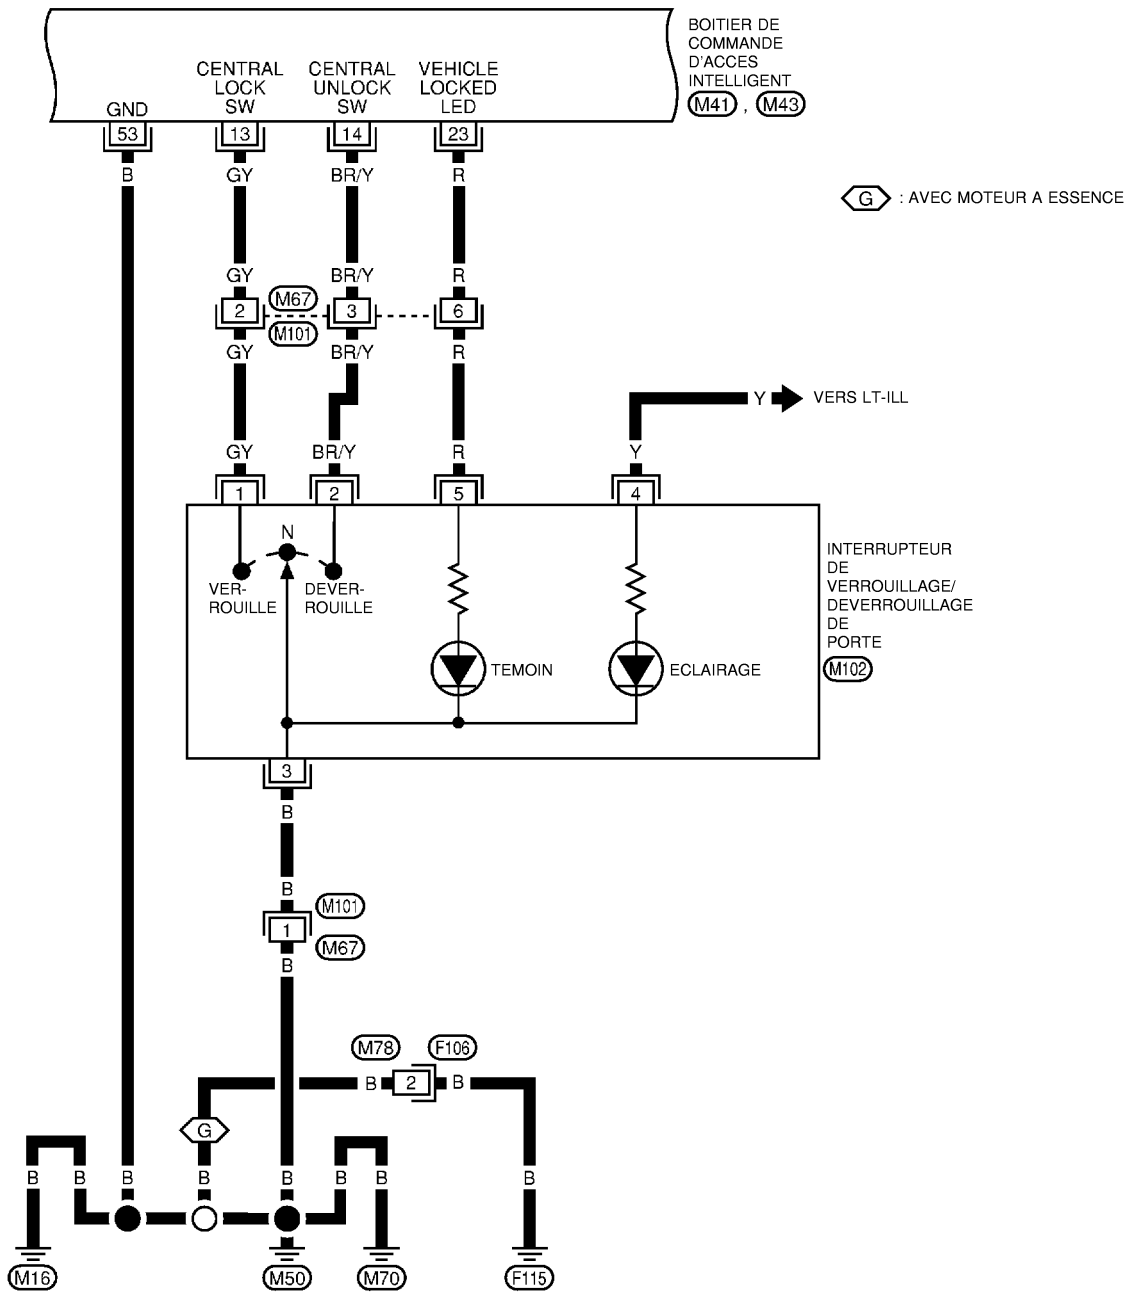 BOITIER DE
COMMANDE
D'ACCES
INTELLIGENT
M41 , M43
GND
CENTRAL
LOCK
SW
CENTRAL
UNLOCK
SW
VEHICLE
LOCKED
LED
53
13
14
23
B
GY
BR/Y
R
G : AVEC MOTEUR A ESSENCE
GY
BR/Y
R
2
M67
M101
3
6
GY
BR/Y
R
Y
VERS LT-ILL
GY
BR/Y
R
Y
1
2
5
4
N
VER-
ROUILLE
DEVER-
ROUILLE
TEMOIN
ECLAIRAGE
INTERRUPTEUR
DE
VERROUILLAGE/
DEVERROUILLAGE
DE
PORTE
M102
3
B
B
M101
1
M67
B
M78
F106
B
2
B
G
B
B
B
B
B
B
B
B
M16
M50
M70
F115